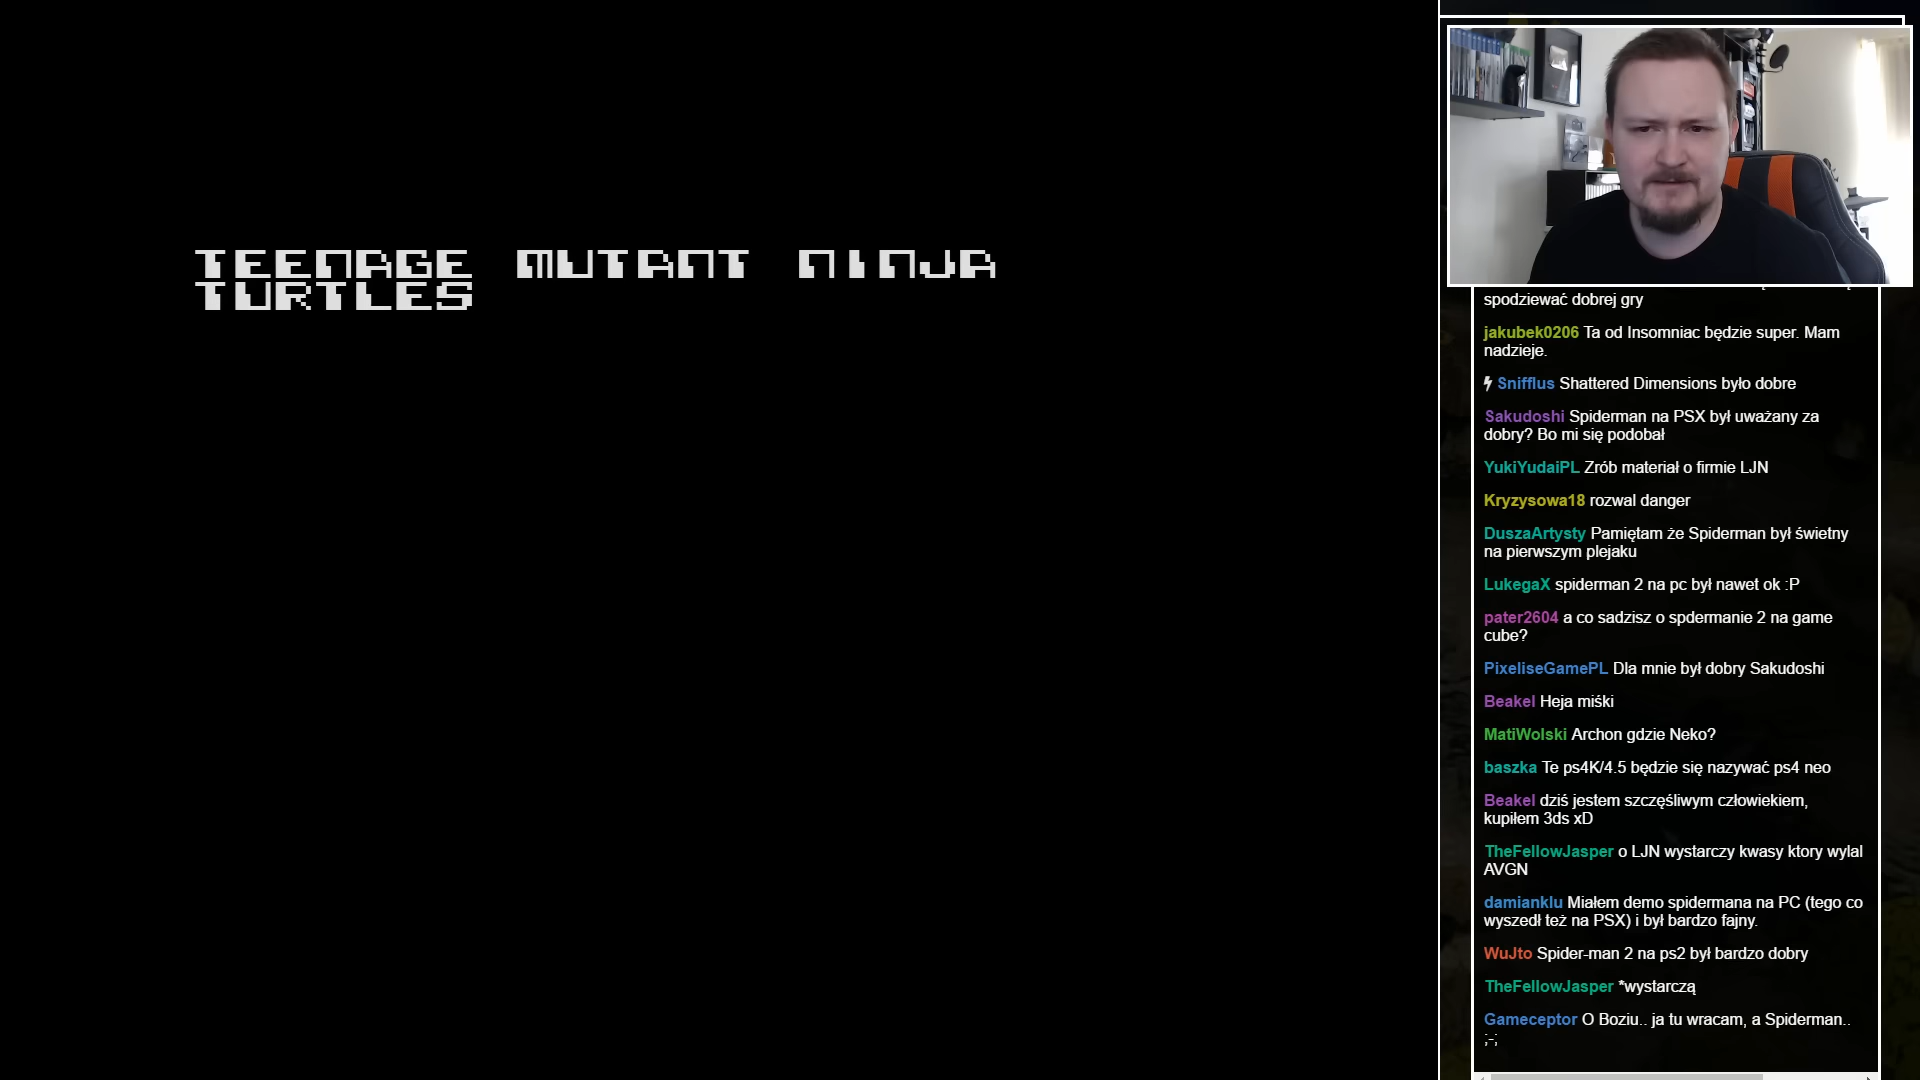 TEENAGE MUTANT NINJA
TURTLES
spodziewać dobrej gry
jakubek0206 Ta od Insomniac będzie super. Mam
nadzieje.
Snifflus Shattered Dimensions było dobre
Sakudoshi Spiderman na PSX był uważany za
dobry? Bo mi się podobał
YukiYudaiPL Zrób materiał o firmie LJN
Kryzysowa18 rozwal danger
DuszaArtysty Pamiętam że Spiderman był świetny
na pierwszym plejaku
LukegaX spiderman 2 na pc był nawet ok :P
pater2604 a co sadzisz o spdermanie 2 na game
cube?
PixeliseGamePL Dla mnie był dobry Sakudoshi
Beakel Heja miśki
MatiWolski Archon gdzie Neko?
baszka Te ps4K/4.5 będzie się nazywać ps4 neo
Beakel dziś jestem szczęśliwym człowiekiem,
kupiłem 3ds xD
TheFellowJasper o LJN wystarczy kwasy ktory wylal
AVGN
damianklu Miałem demo spidermana na PC (tego co
wyszedł też na PSX) i był bardzo fajny.
WuJto Spider-man 2 na ps2 był bardzo dobry
TheFellowJasper *wystarczą
Gameceptor O Boziu.. ja tu wracam, a Spiderman..
;-;